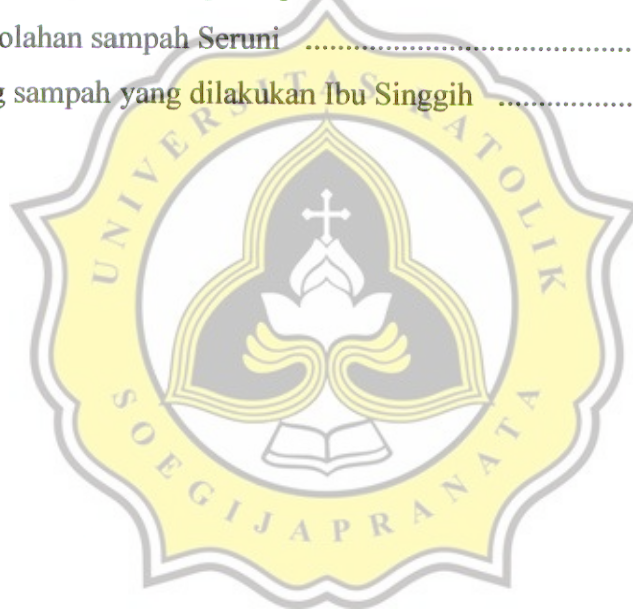 olahan sampah Seruni ........................................
g sampah yang dilakukan Ibu Singgih ................
UNIVERSITAS KATOLIK
SOEGIJAPRANATA